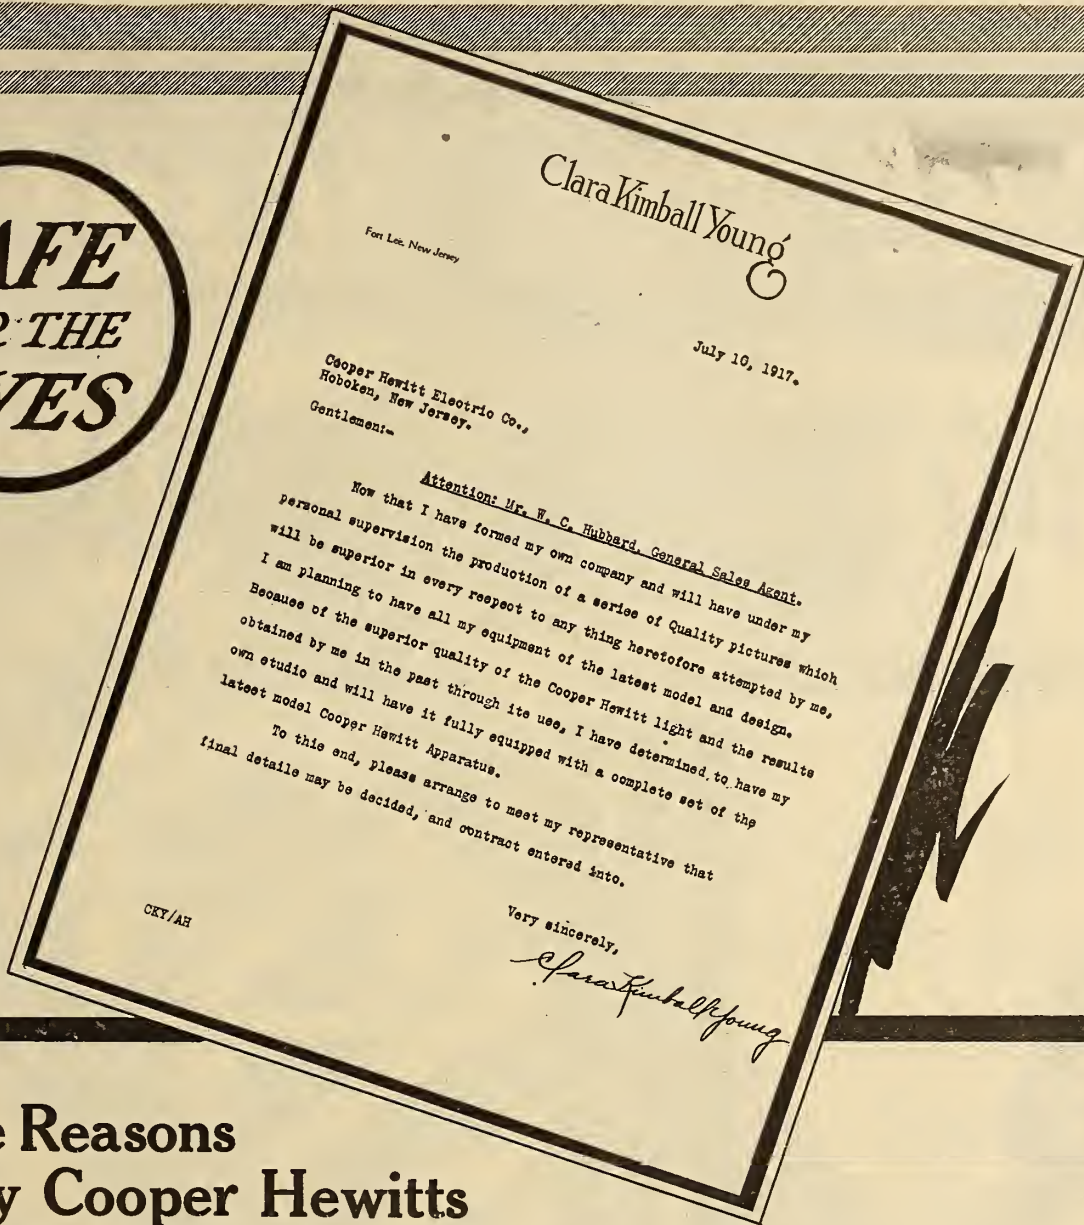 AFE
THE
YES
Clara Kimball Young
Fort Lee, New Jersey
July 10, 1917.
Cooper Hewitt Electric Co.,
Hoboken, New Jersey.
Gentlemen:-
Attention: Mr. W. C. Hubbard, General Sales Agent.
Now that I have formed my own company and will have under my
personal supervision the production of a series of Quality pictures which
will be superior in every respect to any thing heretofore attempted by me,
I am planning to have all my equipment of the latest model and design.
Because of the superior quality of the Cooper Hewitt light and the results
obtained by me in the past through its use, I have determined to have my
own studio and will have it fully equipped with a complete set of the
latest model Cooper Hewitt Apparatus.
To this end, please arrange to meet my representative that
final details may be decided, and contract entered into.
Very sincerely,
CKY/AH
Clara Kimball Young
e Reasons
y Cooper Hewitts